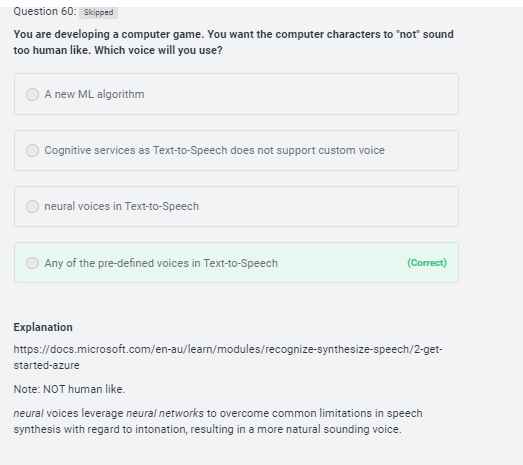 Question 60: Skipped
You are developing a computer game. You want the computer characters to "not" sound
too human like. Which voice will you use?
A new ML algorithm
Cognitive services as Text-to-Speech does not support custom voice
neural voices in Text-to-Speech
Any of the pre-defined voices in Text-to-Speech (Correct)
Explanation
https://docs.microsoft.com/en-au/learn/modules/recognize-synthesize-speech/2-get-
started-azure
Note: NOT human like.
neural voices leverage neural networks to overcome common limitations in speech
synthesis with regard to intonation, resulting in a more natural sounding voice.